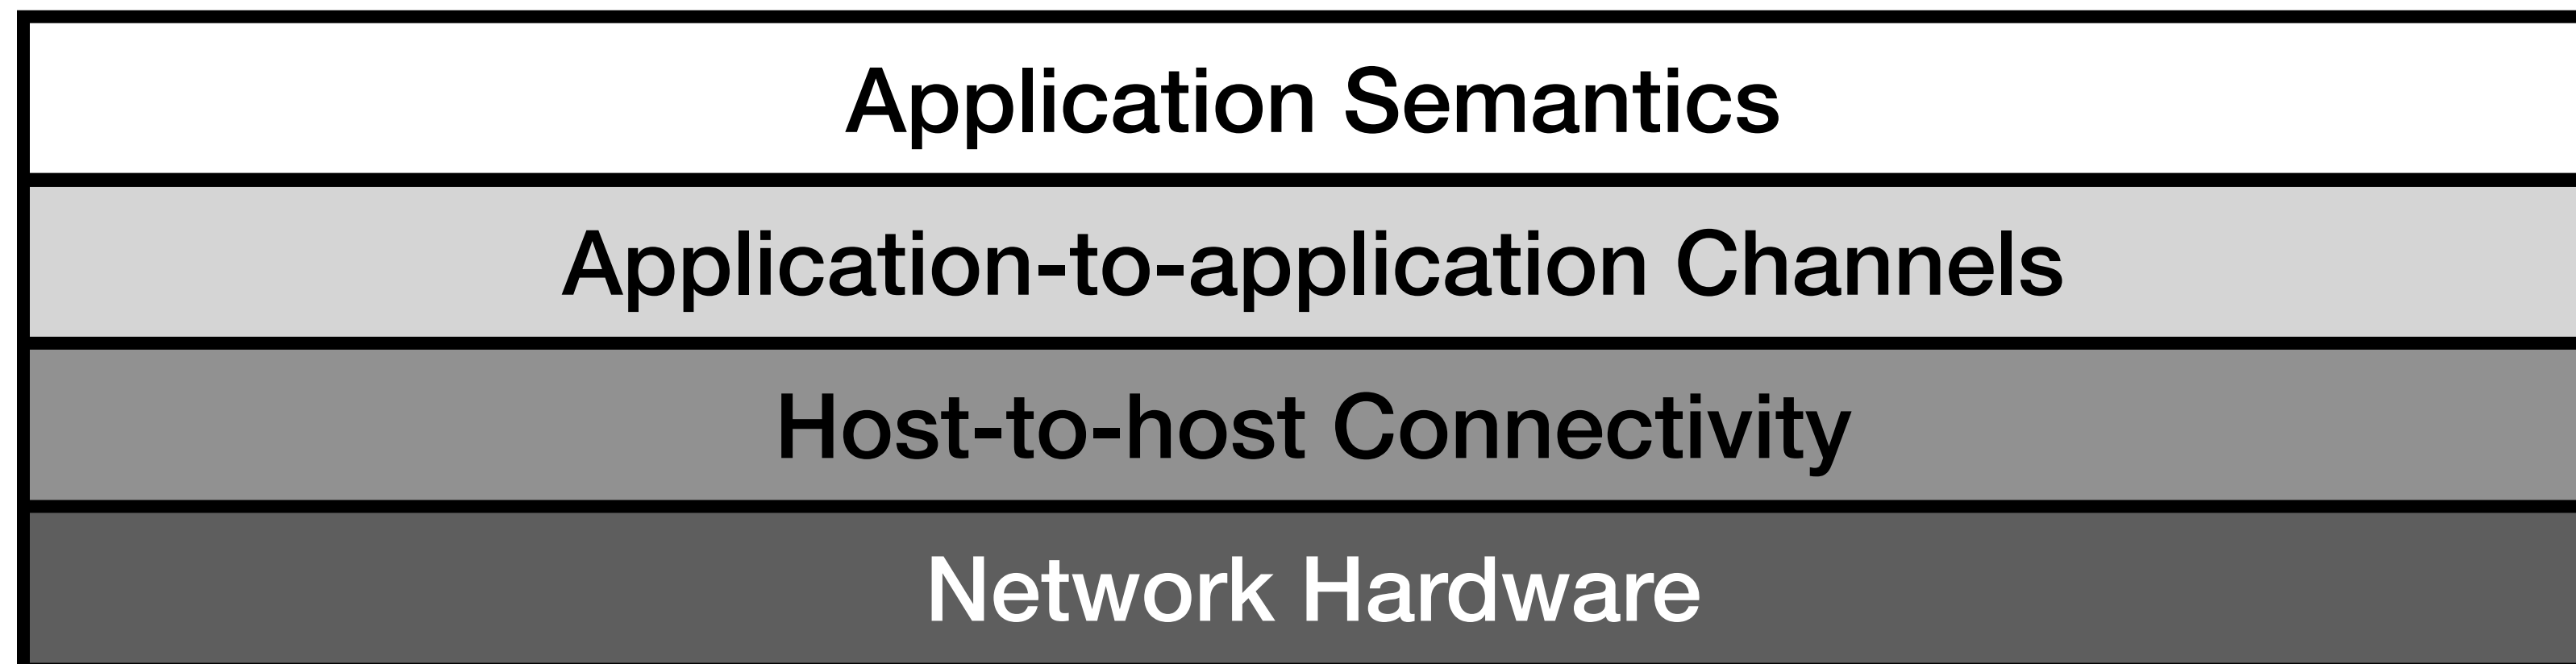 Application Semantics
Application-to-application Channels
Host-to-host Connectivity
Network Hardware